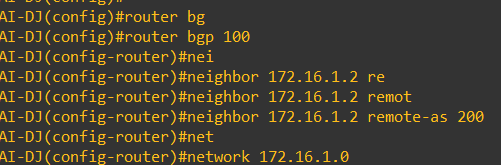 AI-DJ(config)#
AI-DJ(config)#router bg
AI-DJ(config)#router bgp 100
AI-DJ(config-router)#nei
AI-DJ(config-router)#neighbor 172.16.1.2 re
AI-DJ(config-router)#neighbor 172.16.1.2 remot
AI-DJ(config-router)#neighbor 172.16.1.2 remote-as 200
AI-DJ(config-router)#net
AI-DJ(config-router)#network 172.16.1.0